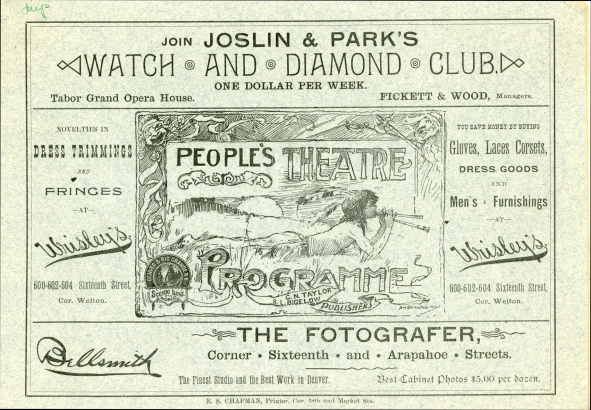 dup
JOIN JOSLIN & PARK'S
WATCH AND DIAMOND CLUB.
ONE DOLLAR PER WEEK.
Tabor Grand Opera House. FICKETT & WOOD, Managers.
NOVELTIES IN
DRESS TRIMMINGS
AND
FRINGES
—AT—
Wrisley's
600-602-604 Sixteenth Street,
Cor. Welton.
PEOPLE'S THEATRE
PROGRAMME
C. N. TAYLOR
S. L. BIGELOW
PUBLISHERS
YOU SAVE MONEY BY BUYING
Gloves, Laces Corsets,
DRESS GOODS
AND
Men's Furnishings
—AT—
Wrisley's
600-602-604 Sixteenth Street,
Cor. Welton.
Bellsmith
THE FOTOGRAFER,
Corner • Sixteenth • and • Arapahoe • Streets.
The Finest Studio and the Best Work in Denver. Best Cabinet Photos $5.00 per dozen.
E. S. CHAPMAN, Printer, Cor. 18th and Market Sts.